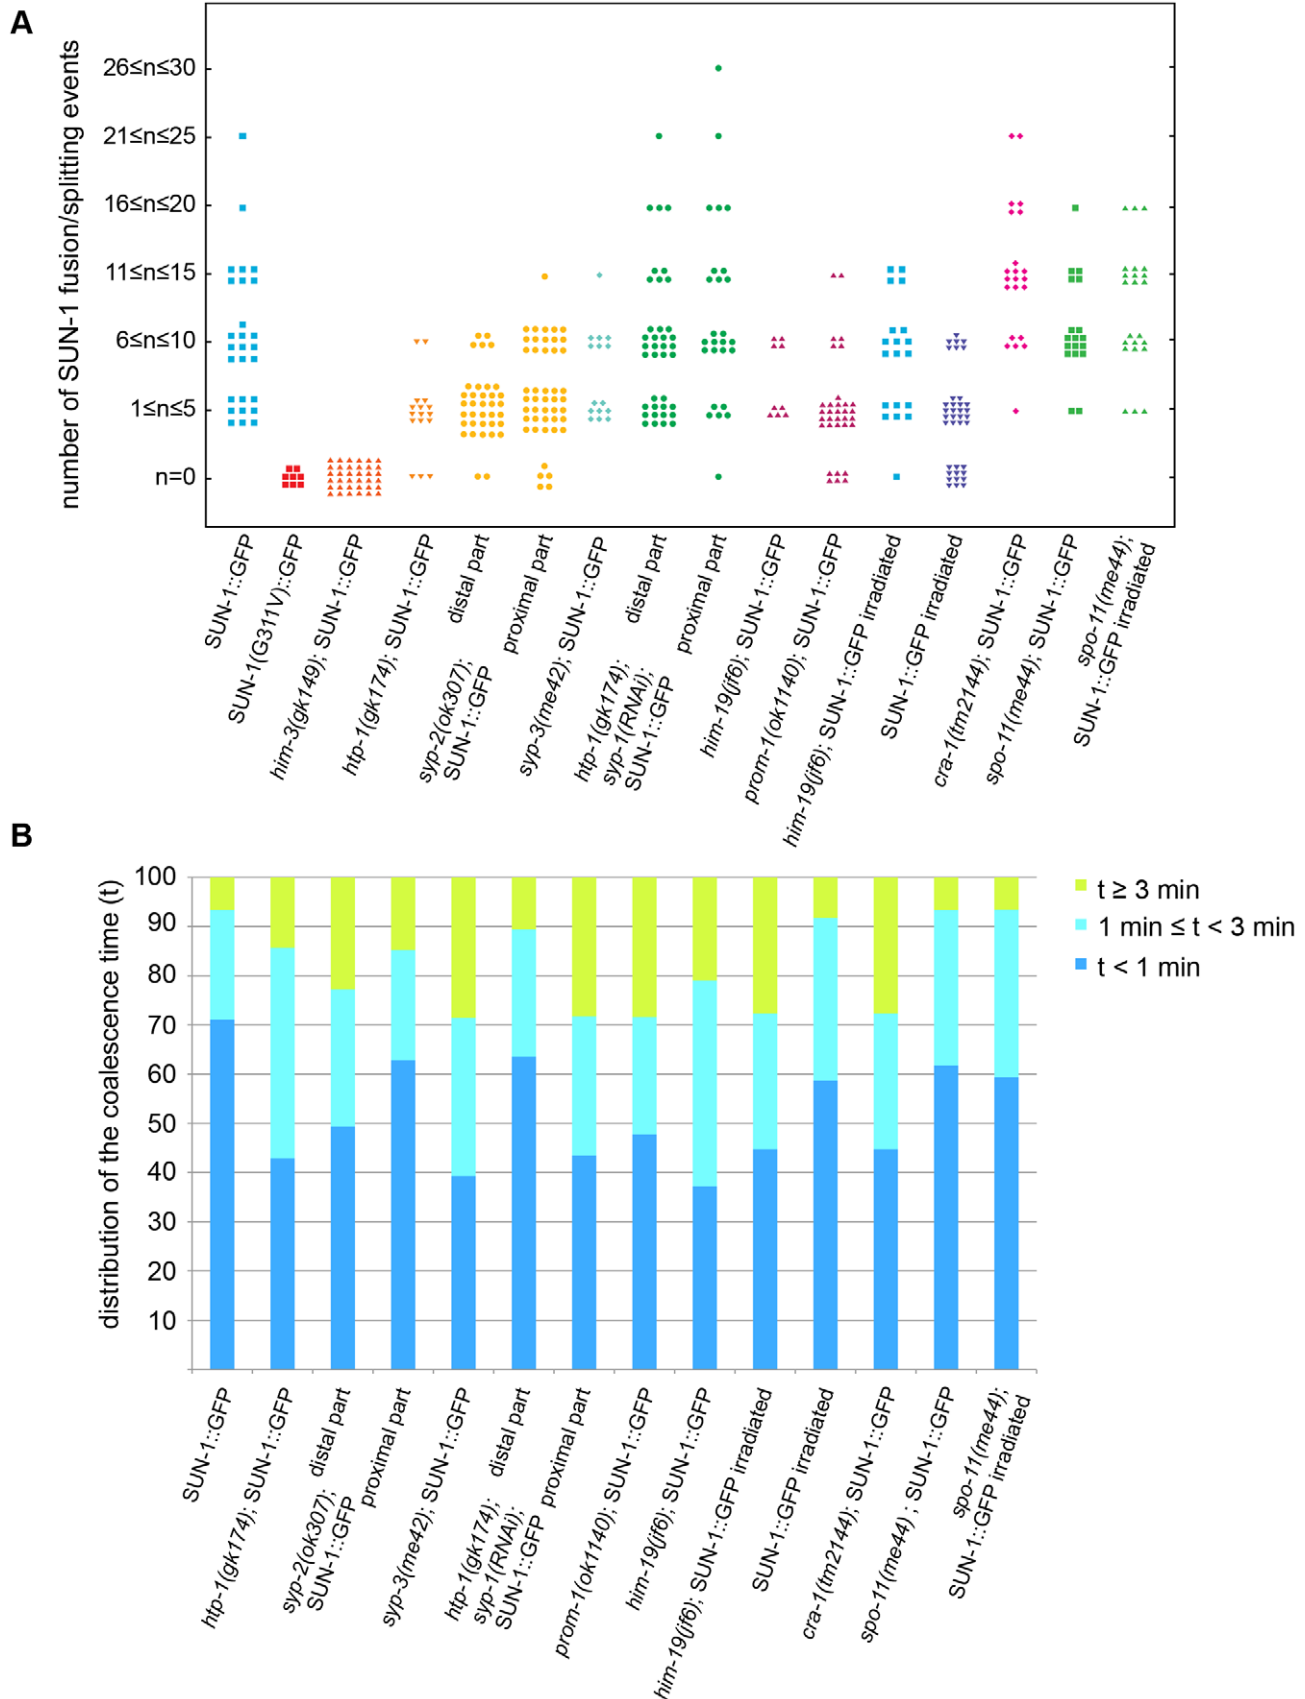 A
number of SUN-1 fusion/splitting events
26≤n≤30
21≤n≤25
16≤n≤20
11≤n≤15
6≤n≤10
1≤n≤5
n=0
SUN-1::GFP
SUN-1(G311V)::GFP
him-3(gk149); SUN-1::GFP
htp-1(gk174); SUN-1::GFP
distal part
syp-2(ok307);
SUN-1::GFP
proximal part
syp-3(me42); SUN-1::GFP
distal part
htp-1(gk174);
syp-1(RNAi);
SUN-1::GFP
proximal part
him-19(jf6); SUN-1::GFP
prom-1(ok1140); SUN-1::GFP
him-19(jf6); SUN-1::GFP irradiated
SUN-1::GFP irradiated
cra-1(tm2144); SUN-1::GFP
spo-11(me44); SUN-1::GFP
spo-11(me44);
SUN-1::GFP irradiated
B
distribution of the coalescence time (t)
100
90
80
70
60
50
40
30
20
10
t ≥ 3 min
1 min ≤ t < 3 min
t < 1 min
SUN-1::GFP
htp-1(gk174); SUN-1::GFP
distal part
syp-2(ok307);
SUN-1::GFP
proximal part
syp-3(me42); SUN-1::GFP
distal part
htp-1(gk174);
syp-1(RNAi);
SUN-1::GFP
proximal part
prom-1(ok1140); SUN-1::GFP
him-19(jf6); SUN-1::GFP
him-19(jf6); SUN-1::GFP irradiated
SUN-1::GFP irradiated
cra-1(tm2144); SUN-1::GFP
spo-11(me44) ; SUN-1::GFP
spo-11(me44);
SUN-1::GFP irradiated